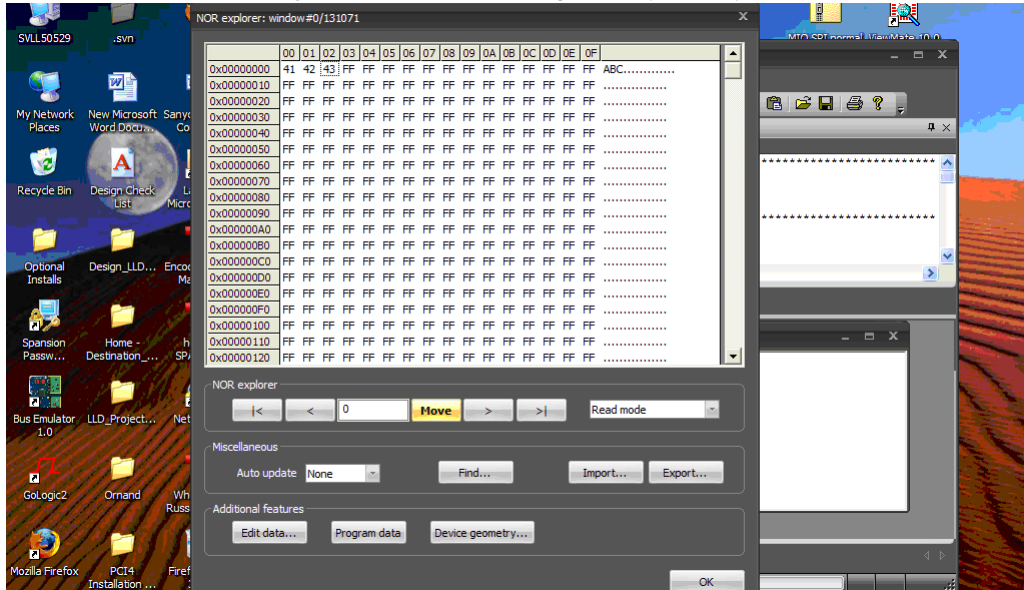 SVLL50529
.svn
My Network Places
New Microsoft Word Docu...
Recycle Bin
Design Check List
Optional Installs
Design_LLD...
Spansion Passw...
Home - Destination_...
Bus Emulator 1.0
LLD_Project...
GoLogic2
Ornand
Mozilla Firefox
PCI4 Installation ...
NOR explorer: window#0/131071
00 01 02 03 04 05 06 07 08 09 0A 0B 0C 0D 0E 0F
0x00000000 41 42 43 FF FF FF FF FF FF FF FF FF FF FF FF FF ABC.............
0x00000010 FF FF FF FF FF FF FF FF FF FF FF FF FF FF FF FF ................
0x00000020 FF FF FF FF FF FF FF FF FF FF FF FF FF FF FF FF ................
0x00000030 FF FF FF FF FF FF FF FF FF FF FF FF FF FF FF FF ................
0x00000040 FF FF FF FF FF FF FF FF FF FF FF FF FF FF FF FF ................
0x00000050 FF FF FF FF FF FF FF FF FF FF FF FF FF FF FF FF ................
0x00000060 FF FF FF FF FF FF FF FF FF FF FF FF FF FF FF FF ................
0x00000070 FF FF FF FF FF FF FF FF FF FF FF FF FF FF FF FF ................
0x00000080 FF FF FF FF FF FF FF FF FF FF FF FF FF FF FF FF ................
0x00000090 FF FF FF FF FF FF FF FF FF FF FF FF FF FF FF FF ................
0x000000A0 FF FF FF FF FF FF FF FF FF FF FF FF FF FF FF FF ................
0x000000B0 FF FF FF FF FF FF FF FF FF FF FF FF FF FF FF FF ................
0x000000C0 FF FF FF FF FF FF FF FF FF FF FF FF FF FF FF FF ................
0x000000D0 FF FF FF FF FF FF FF FF FF FF FF FF FF FF FF FF ................
0x000000E0 FF FF FF FF FF FF FF FF FF FF FF FF FF FF FF FF ................
0x000000F0 FF FF FF FF FF FF FF FF FF FF FF FF FF FF FF FF ................
0x00000100 FF FF FF FF FF FF FF FF FF FF FF FF FF FF FF FF ................
0x00000110 FF FF FF FF FF FF FF FF FF FF FF FF FF FF FF FF ................
0x00000120 FF FF FF FF FF FF FF FF FF FF FF FF FF FF FF FF ................
NOR explorer
|< < 0 Move > >| Read mode
Miscellaneous
Auto update None Find... Import... Export...
Additional features
Edit data... Program data Device geometry...
OK
MIO SPI normal ViewMate 10.0